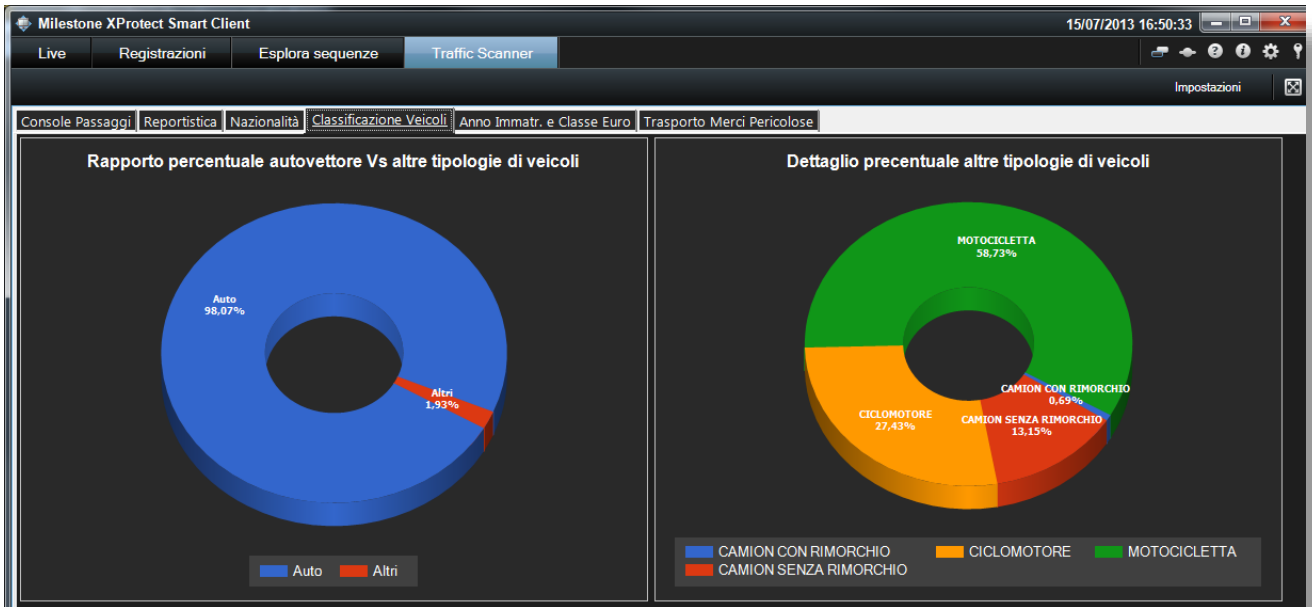 Milestone XProtect Smart Client
15/07/2013 16:50:33
Live
Registrazioni
Esplora sequenze
Traffic Scanner
Impostazioni
Console Passaggi
Reportistica
Nazionalità
Classificazione Veicoli
Anno Immatr. e Classe Euro
Trasporto Merci Pericolose
Rapporto percentuale autovettore Vs altre tipologie di veicoli
Auto
98,07%
Altri
1,93%
Auto
Altri
Dettaglio precentuale altre tipologie di veicoli
MOTOCICLETTA
58,73%
CAMION CON RIMORCHIO
0,69%
CICLOMOTORE
27,43%
CAMION SENZA RIMORCHIO
13,15%
CAMION CON RIMORCHIO
CICLOMOTORE
MOTOCICLETTA
CAMION SENZA RIMORCHIO